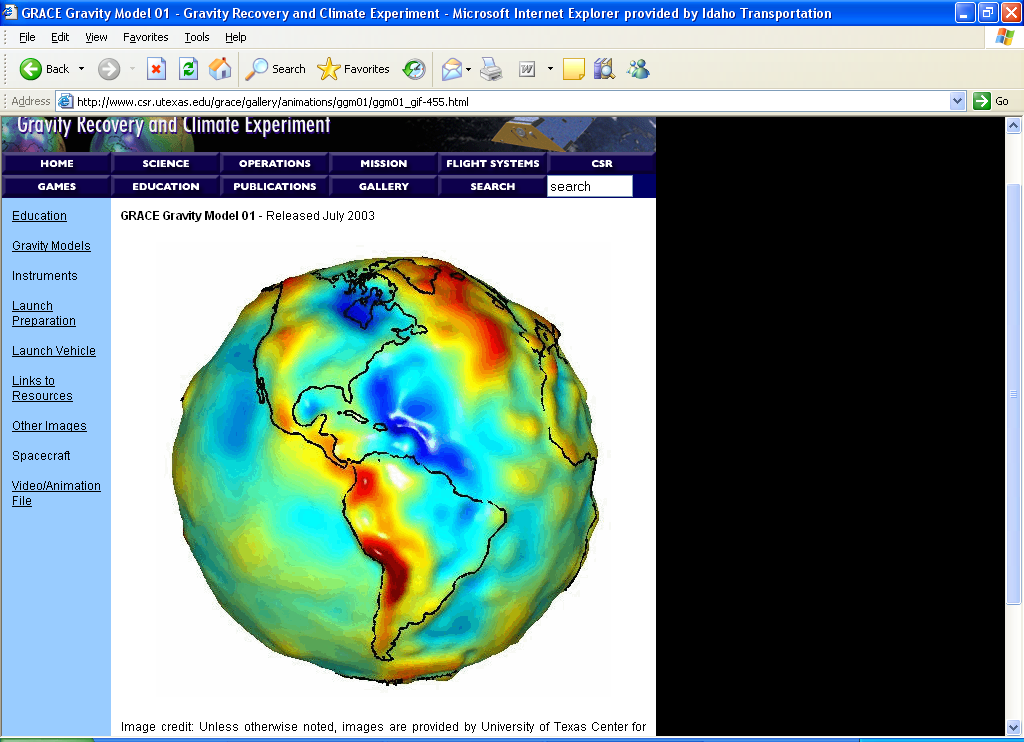 GRACE Gravity Model 01 - Gravity Recovery and Climate Experiment - Microsoft Internet Explorer provided by Idaho Transportation
File Edit View Favorites Tools Help
Back Search Favorites W
Address http://www.csr.utexas.edu/grace/gallery/animations/ggm01/ggm01_gif-455.html Go
Gravity Recovery and Climate Experiment
HOME SCIENCE OPERATIONS MISSION FLIGHT SYSTEMS CSR
GAMES EDUCATION PUBLICATIONS GALLERY SEARCH search
Education
Gravity Models
Instruments
Launch
Preparation
Launch Vehicle
Links to
Resources
Other Images
Spacecraft
Video/Animation
File
GRACE Gravity Model 01 - Released July 2003
Image credit: Unless otherwise noted, images are provided by University of Texas Center for